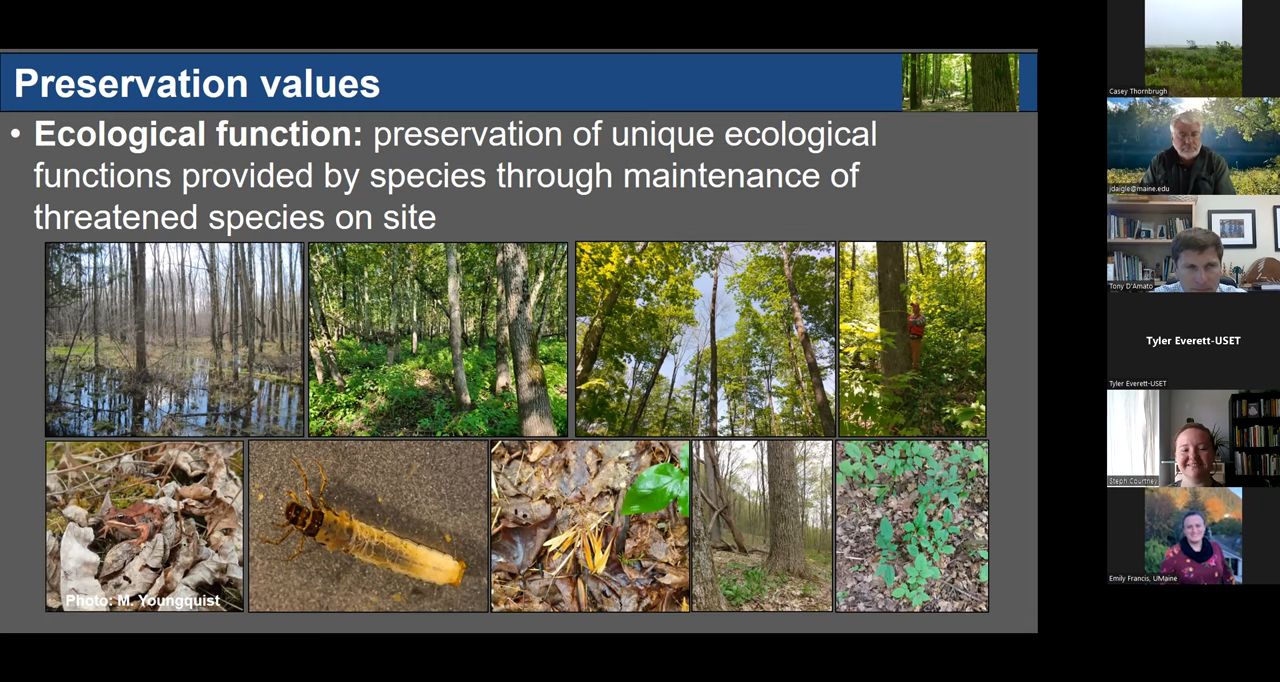 Preservation values
• Ecological function: preservation of unique ecological
functions provided by species through maintenance of
threatened species on site
Photo: M. Youngquist
Casey Thornbrugh
jdaigle@maine.edu
Tony D'Amato
Tyler Everett-USET
Tyler Everett-USET
Steph Courtney
Emily Francis, UMaine